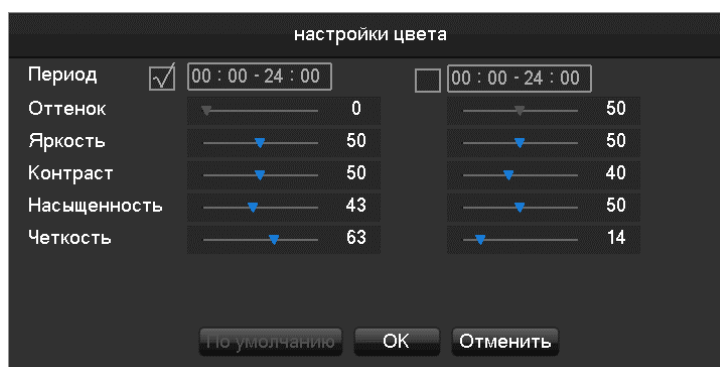 настройки цвета
Период 00 : 00 - 24 : 00 00 : 00 - 24 : 00
Оттенок 0 50
Яркость 50 50
Контраст 50 40
Насыщенность 43 50
Четкость 63 14
По умолчанию OK Отменить